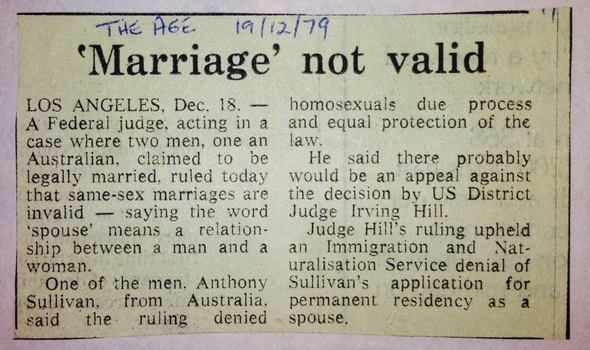 THE AGE 19/12/79
'Marriage' not valid
LOS ANGELES, Dec. 18. —
A Federal judge, acting in a
case where two men, one an
Australian, claimed to be
legally married, ruled today
that same-sex marriages are
invalid — saying the word
'spouse' means a relation-
ship between a man and a
woman.
One of the men. Anthony
Sullivan, from Australia,
said the ruling denied
homosexuals due process
and equal protection of the
law.
He said there probably
would be an appeal against
the decision by US District
Judge Irving Hill.
Judge Hill's ruling upheld
an Immigration and Nat-
uralisation Service denial of
Sullivan's application for
permanent residency as a
spouse.